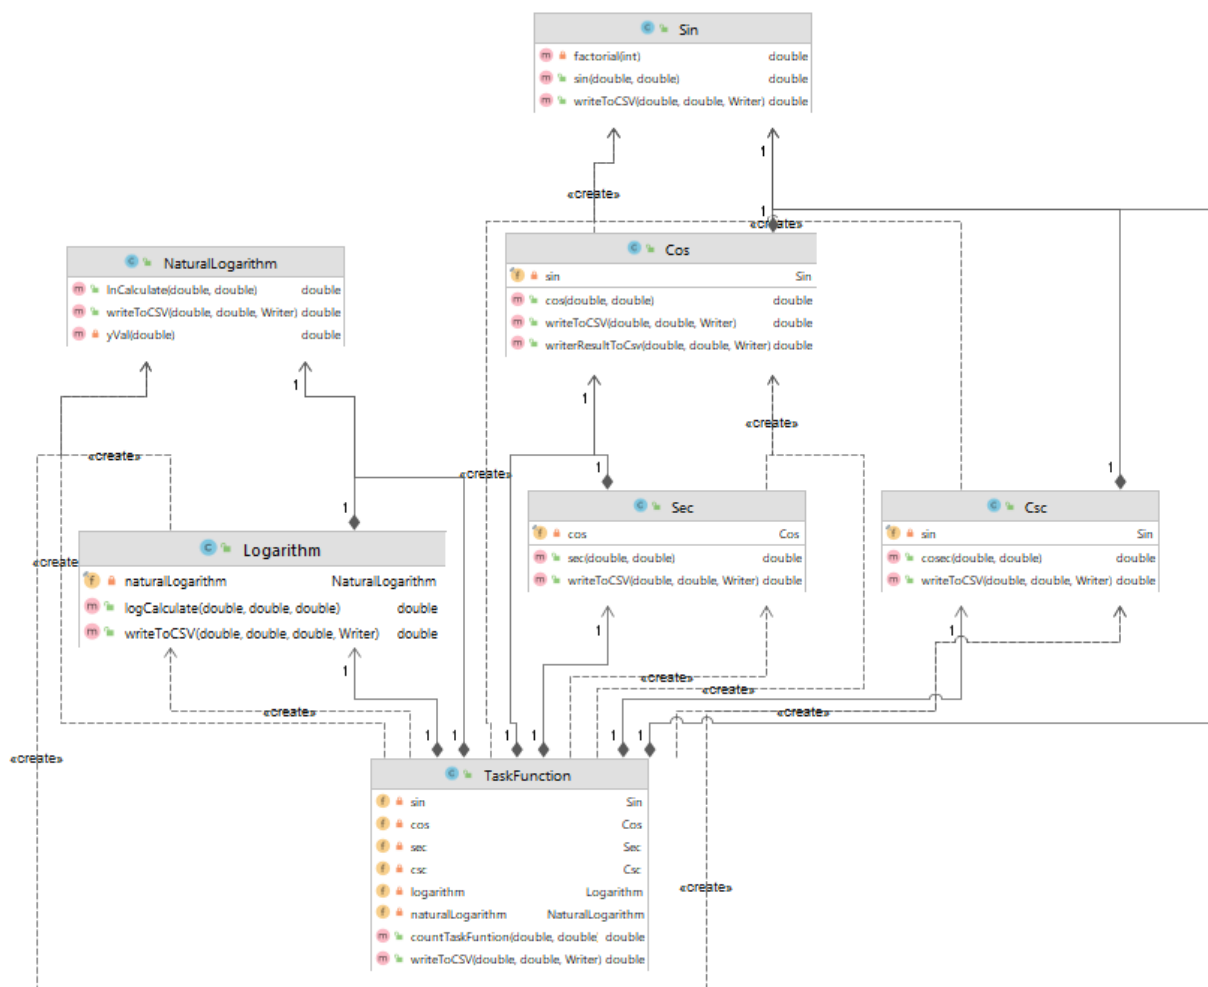 Sin
factorial(int) double
sin(double, double) double
writeToCSV(double, double, Writer) double
1
«create»
1
«create»
NaturalLogarithm
lnCalculate(double, double) double
writeToCSV(double, double, Writer) double
yVal(double) double
Cos
sin Sin
cos(double, double) double
writeToCSV(double, double, Writer) double
writerResultToCsv(double, double, Writer) double
1
1
«create»
«create»
«create»
1
1
1
Sec
cos Cos
sec(double, double) double
writeToCSV(double, double, Writer) double
Csc
sin Sin
cosec(double, double) double
writeToCSV(double, double, Writer) double
«create»
Logarithm
naturalLogarithm NaturalLogarithm
logCalculate(double, double, double) double
writeToCSV(double, double, double, Writer) double
1
1
1
«create»
«create»
«create»
«create»
1
1
1
1
1
1
«create»
TaskFunction
sin Sin
cos Cos
sec Sec
csc Csc
logarithm Logarithm
naturalLogarithm NaturalLogarithm
countTaskFuntion(double, double) double
writeToCSV(double, double, Writer) double
«create»